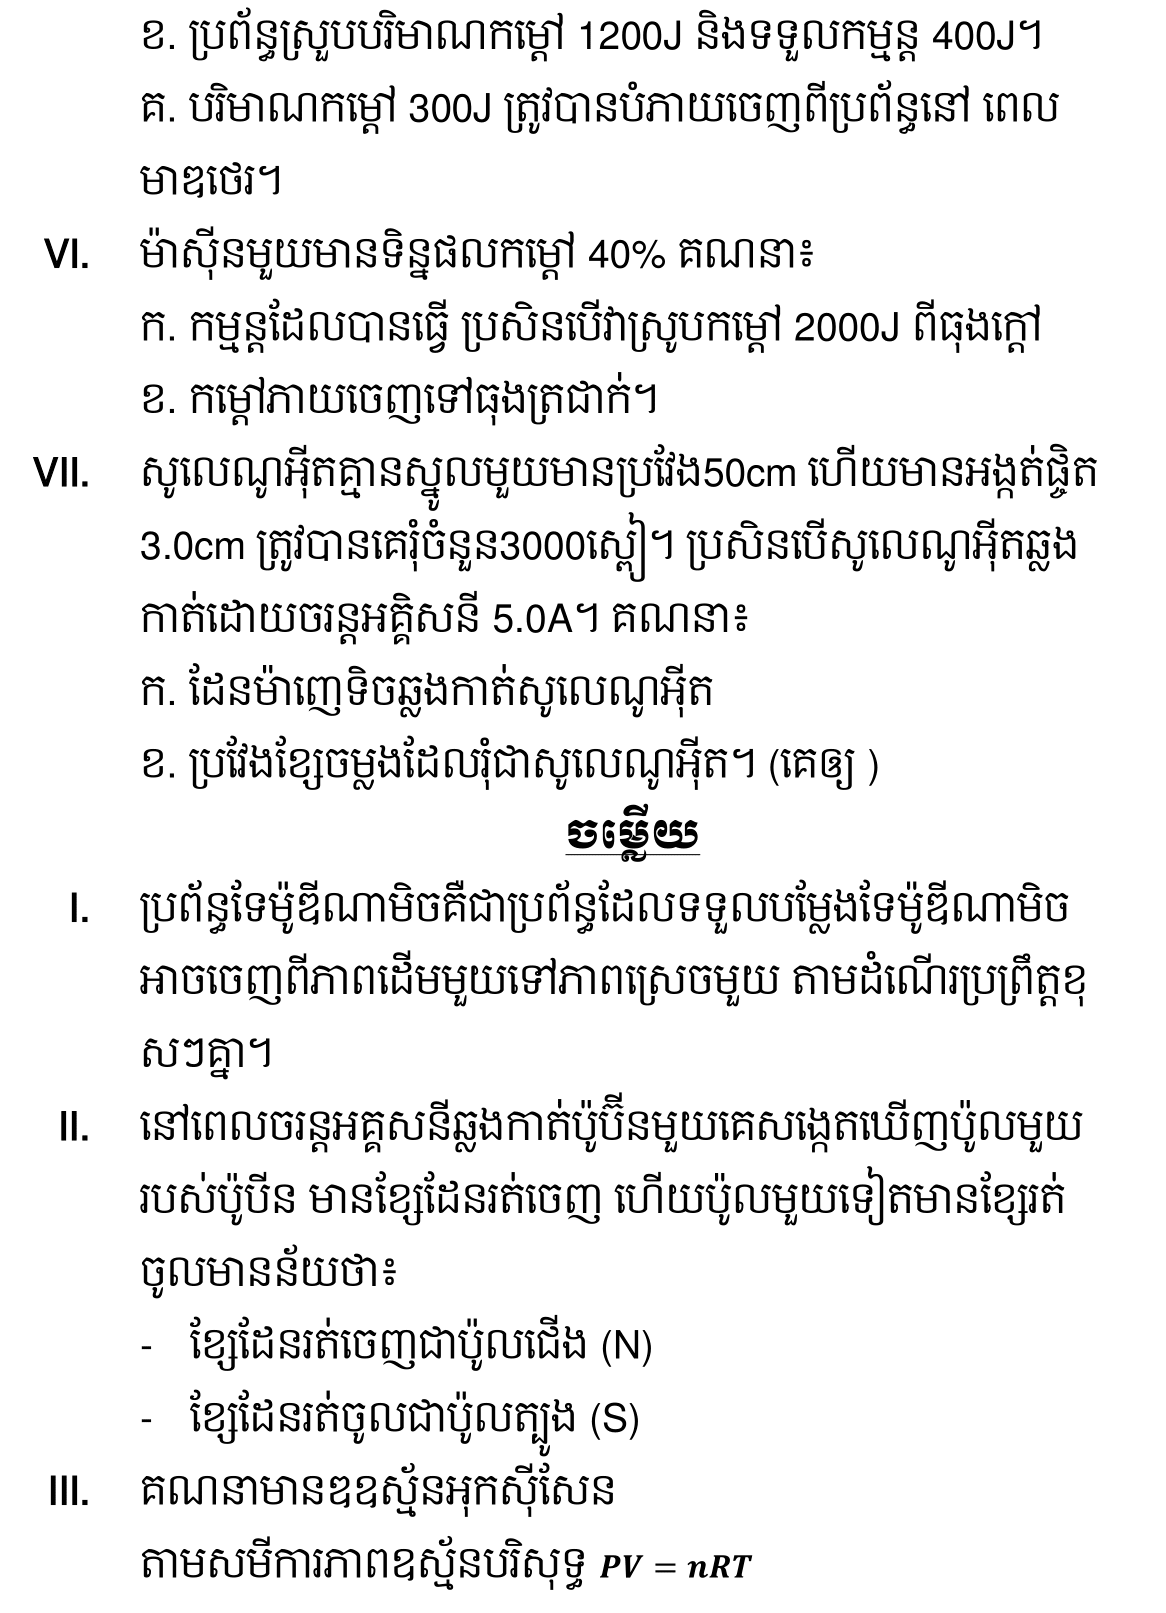 ខ. ប្រព័ន្ធស្រួបបរិមាណកម្ដៅ 1200J និងទទួលកម្មន្ត 400J។
គ. បរិមាណកម្ដៅ 300J ត្រូវបានបំភាយចេញពីប្រព័ន្ធនៅ ពេល
មាឌថេរ។
VI. ម៉ាស៊ីនមួយមានទិន្នផលកម្ដៅ 40% គណនា៖
ក. កម្មន្តដែលបានធ្វើ ប្រសិនបើវាស្រូបកម្ដៅ 2000J ពីធុងក្ដៅ
ខ. កម្ដៅភាយចេញទៅធុងត្រជាក់។
VII. សូលេណូអ៊ីតគ្មានស្នូលមួយមានប្រវែង50cm ហើយមានអង្កត់ផ្ចិត
3.0cm ត្រូវបានគេរុំចំនួន3000ស្ពៀ។ ប្រសិនបើសូលេណូអ៊ីតឆ្លង
កាត់ដោយចរន្តអគ្គិសនី 5.0A។ គណនា៖
ក. ដែនម៉ាញេទិចឆ្លងកាត់សូលេណូអ៊ីត
ខ. ប្រវែងខ្សែចម្លងដែលរុំជាសូលេណូអ៊ីត។ (គេឲ្យ )
ចម្លើយ
I. ប្រព័ន្ធទែម៉ូឌីណាមិចគឺជាប្រព័ន្ធដែលទទួលបម្លែងទែម៉ូឌីណាមិច
អាចចេញពីភាពដើមមួយទៅភាពស្រេចមួយ តាមដំណើរប្រព្រឹត្តខុ
សៗគ្នា។
II. នៅពេលចរន្តអគ្គសនីឆ្លងកាត់ប៉ូប៊ីនមួយគេសង្កេតឃើញប៉ូលមួយ
របស់ប៉ូបីន មានខ្សែដែនរត់ចេញ ហើយប៉ូលមួយទៀតមានខ្សែរត់
ចូលមានន័យថា៖
- ខ្សែដែនរត់ចេញជាប៉ូលជើង (N)
- ខ្សែដែនរត់ចូលជាប៉ូលត្បូង (S)
III. គណនាមានឌឧស្ម័នអុកស៊ីសែន
តាមសមីការភាពឧស្ម័នបរិសុទ្ធ PV = nRT